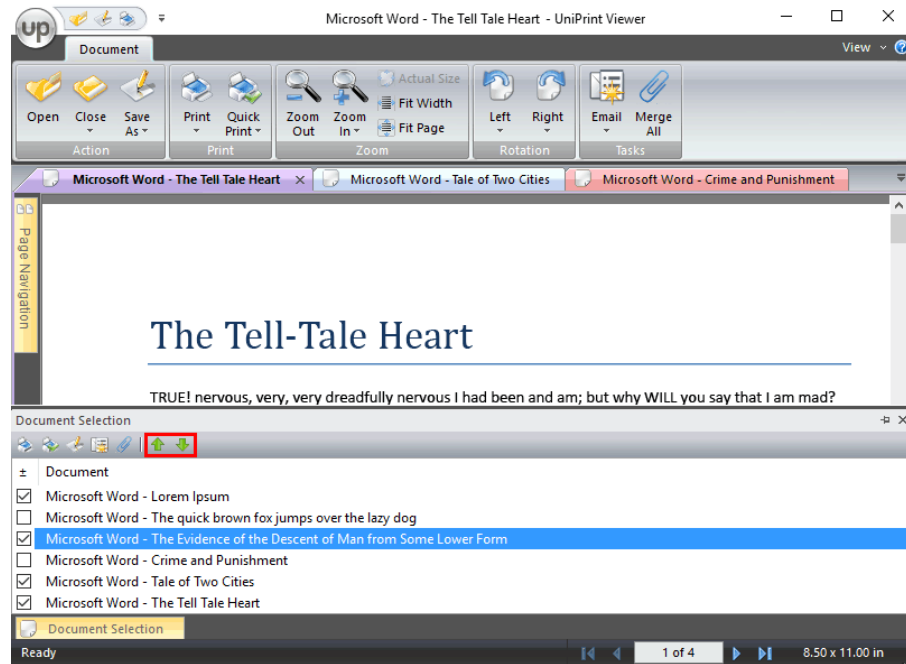 up
Microsoft Word - The Tell Tale Heart - UniPrint Viewer
Document
View
Open
Close
Save As
Print
Quick Print
Zoom Out
Zoom In
Actual Size
Fit Width
Fit Page
Left
Right
Email
Merge All
Action
Print
Zoom
Rotation
Tasks
Microsoft Word - The Tell Tale Heart
Microsoft Word - Tale of Two Cities
Microsoft Word - Crime and Punishment
Page Navigation
The Tell-Tale Heart
TRUE! nervous, very, very dreadfully nervous I had been and am; but why WILL you say that I am mad?
Document Selection
± Document
Microsoft Word - Lorem Ipsum
Microsoft Word - The quick brown fox jumps over the lazy dog
Microsoft Word - The Evidence of the Descent of Man from Some Lower Form
Microsoft Word - Crime and Punishment
Microsoft Word - Tale of Two Cities
Microsoft Word - The Tell Tale Heart
Document Selection
Ready
1 of 4
8.50 x 11.00 in